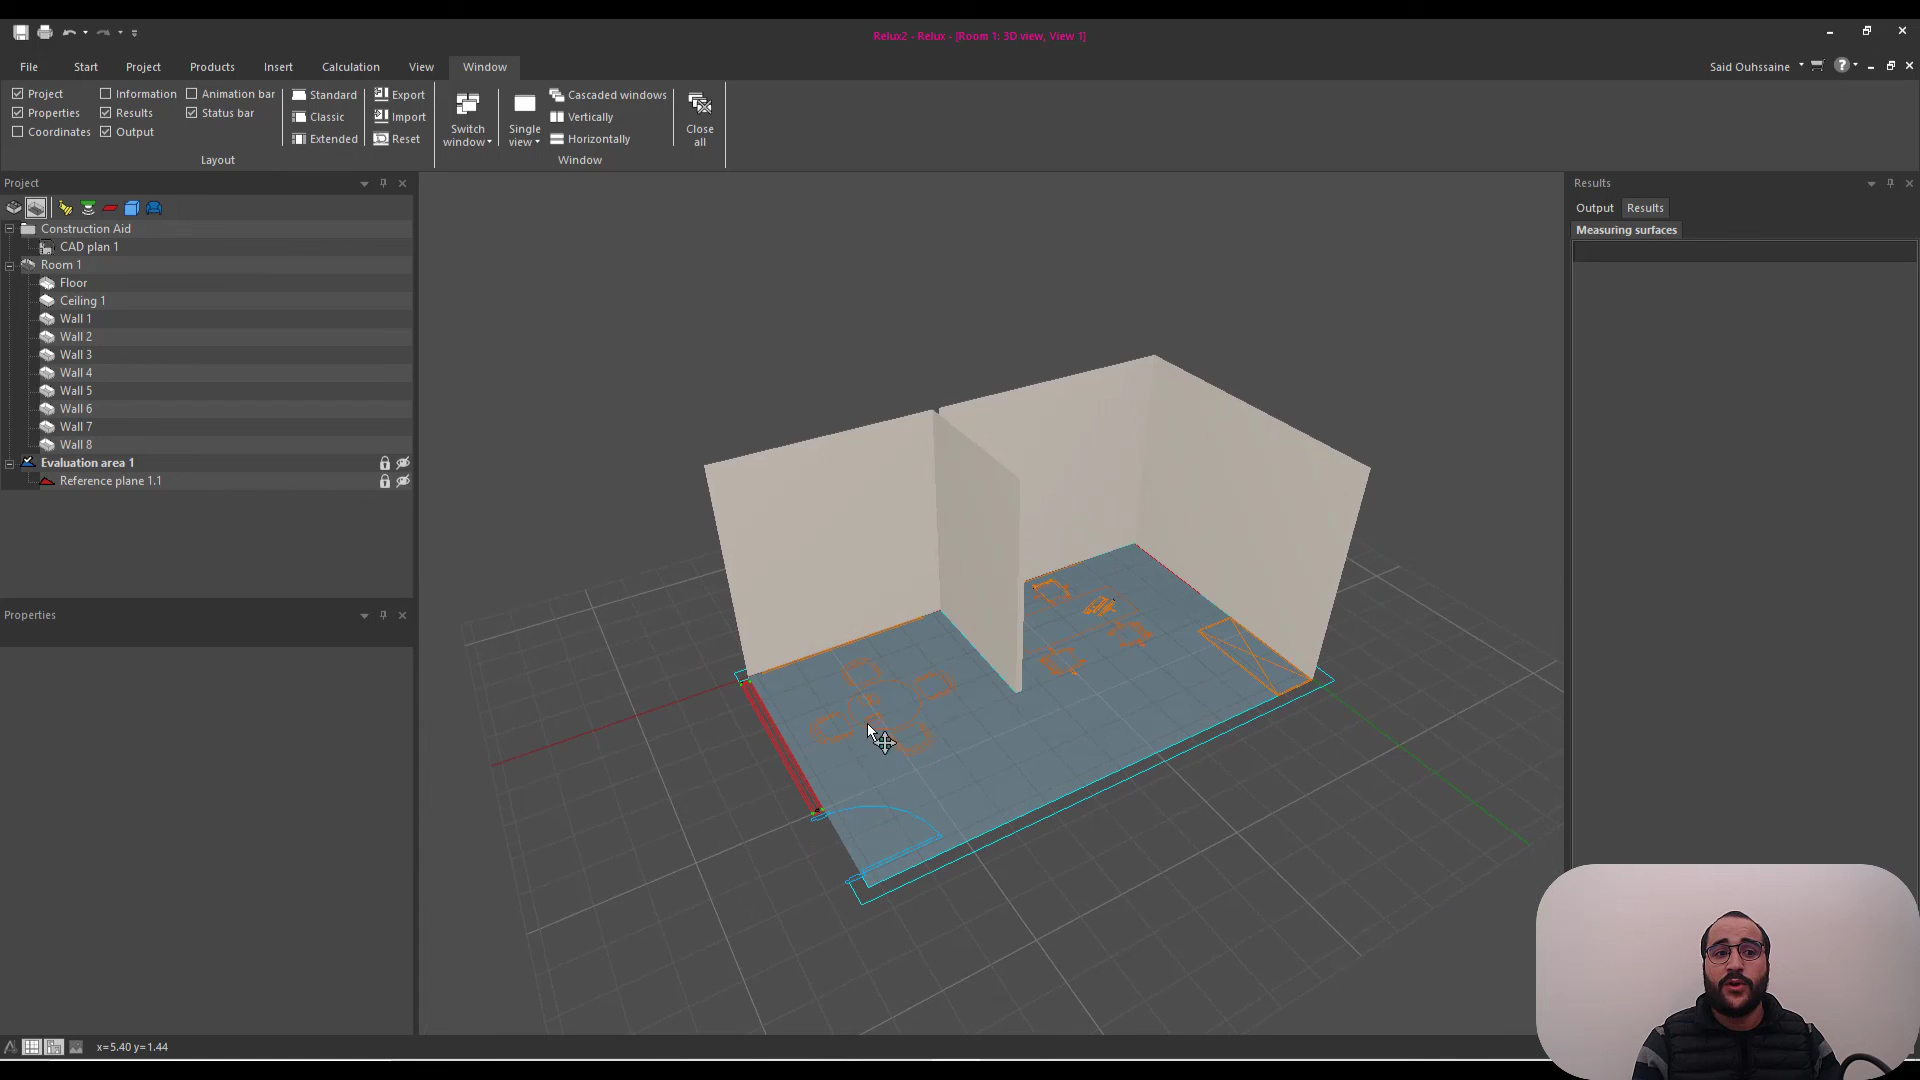 Relux2 - Relux - [Room 1: 3D view, View 1]
File Start Project Products Insert Calculation View Window
Said Ouhssaine
Project Information Animation bar Standard Export
Properties Results Status bar Classic Import
Coordinates Output Extended Reset
Layout
Switch window
Single view
Cascaded windows
Vertically
Horizontally
Close all
Window
Project
Construction Aid
CAD plan 1
Room 1
Floor
Ceiling 1
Wall 1
Wall 2
Wall 3
Wall 4
Wall 5
Wall 6
Wall 7
Wall 8
Evaluation area 1
Reference plane 1.1
Properties
Results
Output Results
Measuring surfaces
x=5.40 y=1.44